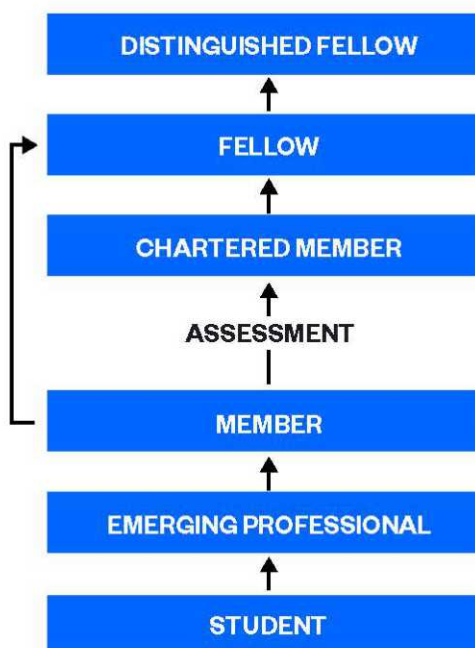 DISTINGUISHED FELLOW
FELLOW
CHARTERED MEMBER
ASSESSMENT
MEMBER
EMERGING PROFESSIONAL
STUDENT